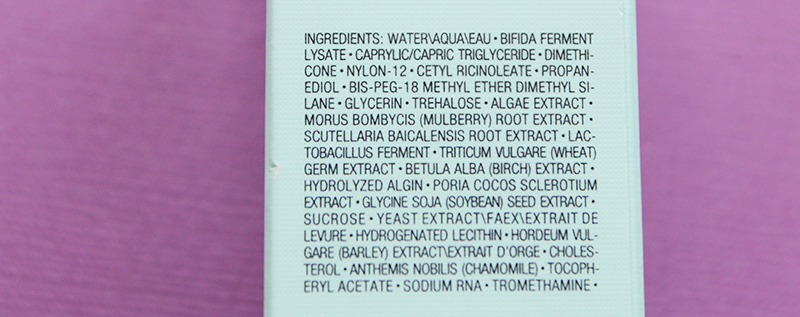 INGREDIENTS: WATER\AQUA\EAU • BIFIDA FERMENT
LYSATE • CAPRYLIC/CAPRIC TRIGLYCERIDE • DIMETHI-
CONE • NYLON-12 • CETYL RICINOLEATE • PROPAN-
EDIOL • BIS-PEG-18 METHYL ETHER DIMETHYL SI-
LANE • GLYCERIN • TREHALOSE • ALGAE EXTRACT •
MORUS BOMBYCIS (MULBERRY) ROOT EXTRACT •
SCUTELLARIA BAICALENSIS ROOT EXTRACT • LAC-
TOBACILLUS FERMENT • TRITICUM VULGARE (WHEAT)
GERM EXTRACT • BETULA ALBA (BIRCH) EXTRACT •
HYDROLYZED ALGIN • PORIA COCOS SCLEROTIUM
EXTRACT • GLYCINE SOJA (SOYBEAN) SEED EXTRACT •
SUCROSE • YEAST EXTRACT\FAEX\EXTRAIT DE
LEVURE • HYDROGENATED LECITHIN • HORDEUM VUL-
GARE (BARLEY) EXTRACT\EXTRAIT D'ORGE • CHOLES-
TEROL • ANTHEMIS NOBILIS (CHAMOMILE) • TOCOPH-
ERYL ACETATE • SODIUM RNA • TROMETHAMINE •